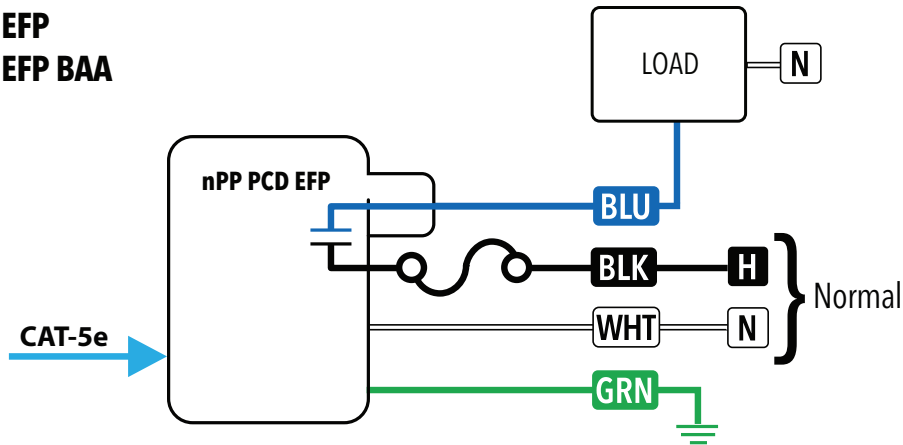 EFP
EFP BAA
LOAD
N
nPP PCD EFP
BLU
BLK
H
Normal
WHT
N
CAT-5e
GRN